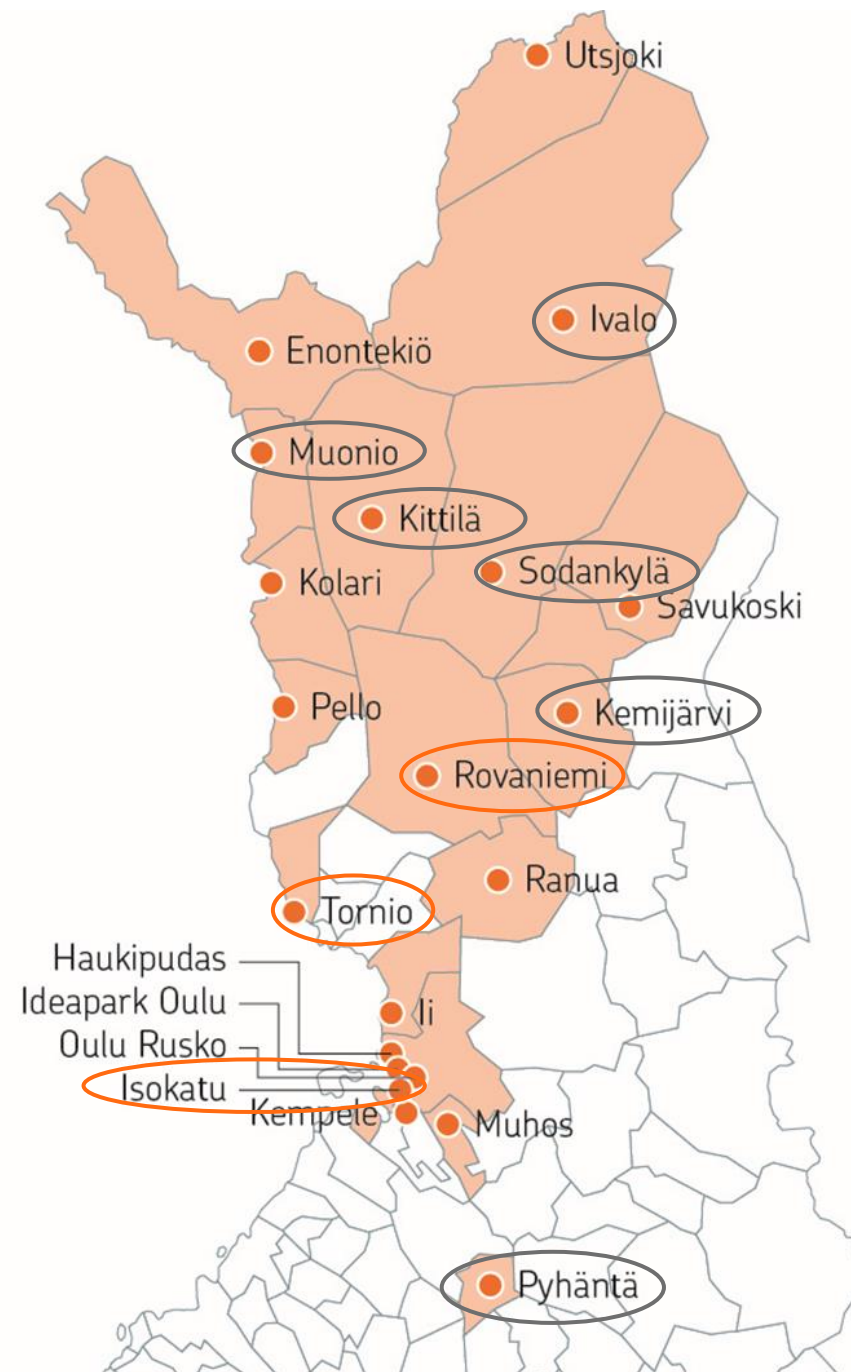 Utsjoki
Ivalo
Enontekiö
Muonio
Kittilä
Sodankylä
Kolari
Savukoski
Pello
Kemijärvi
Rovaniemi
Ranua
Tornio
Haukipudas
Ideapark Oulu
Ii
Oulu Rusko
Isokatu
Kempele
Muhos
Pyhäntä